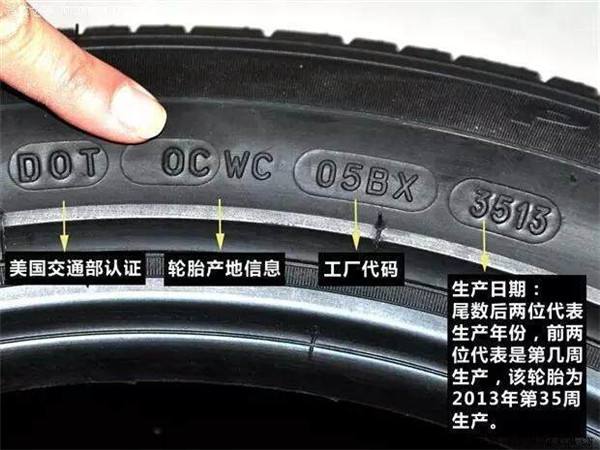 DOT OCWC 05BX 3513
美国交通部认证 轮胎产地信息 工厂代码
生产日期：
尾数后两位代表
生产年份，前两
位代表是第几周
生产，该轮胎为
2013年第35周
生产。